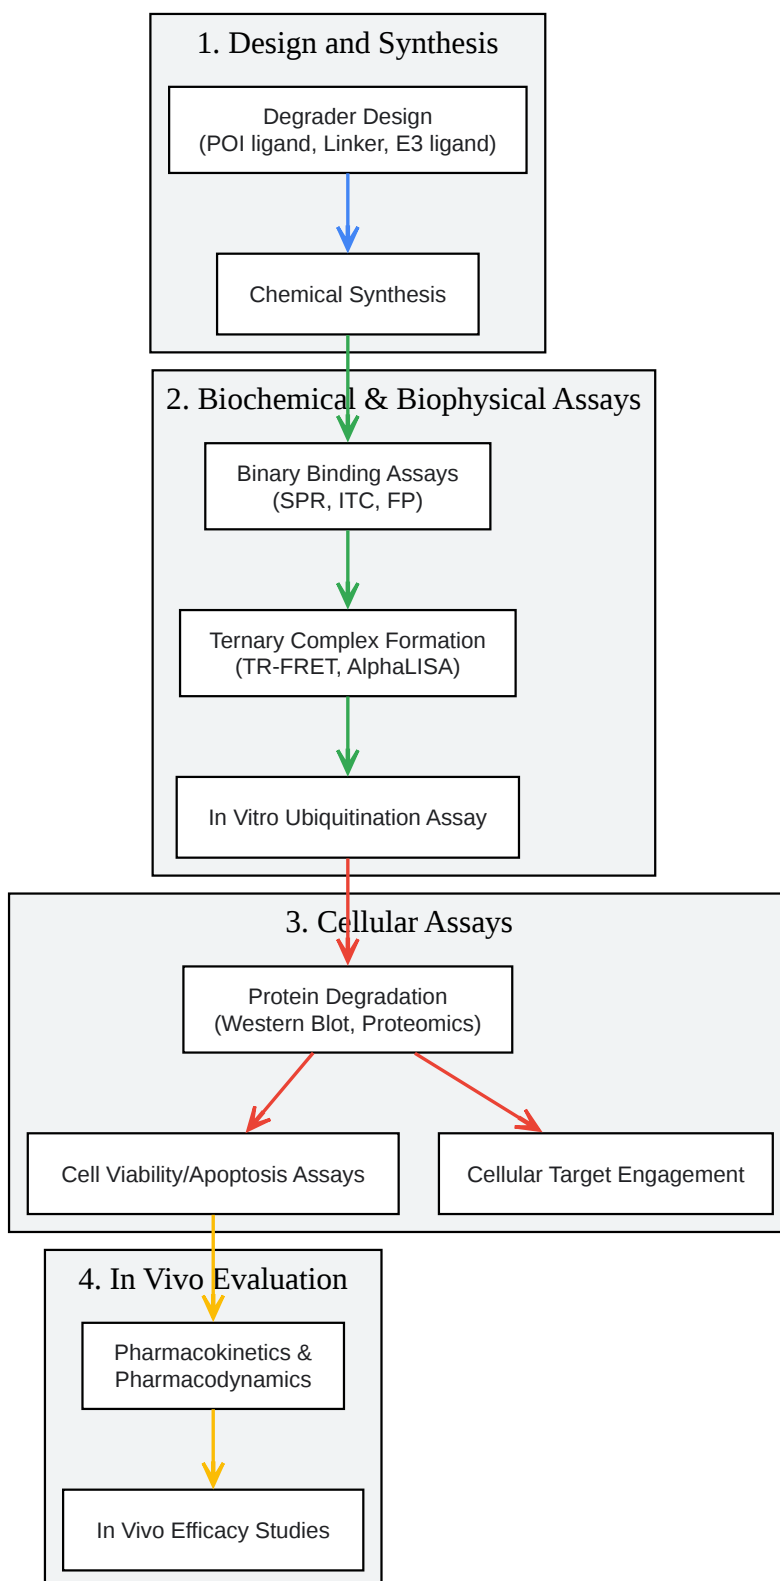 1. Design and Synthesis
Degrader Design
(POI ligand, Linker, E3 ligand)
Chemical Synthesis
2. Biochemical & Biophysical Assays
Binary Binding Assays
(SPR, ITC, FP)
Ternary Complex Formation
(TR-FRET, AlphaLISA)
In Vitro Ubiquitination Assay
3. Cellular Assays
Protein Degradation
(Western Blot, Proteomics)
Cell Viability/Apoptosis Assays
Cellular Target Engagement
4. In Vivo Evaluation
Pharmacokinetics &
Pharmacodynamics
In Vivo Efficacy Studies